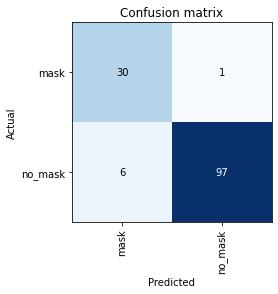 Confusion matrix
Actual
mask
30
1
no_mask
6
97
mask
no_mask
Predicted